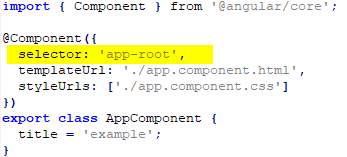 import { Component } from '@angular/core';
@Component({
selector: 'app-root',
templateUrl: './app.component.html',
styleUrls: ['./app.component.css']
})
export class AppComponent {
title = 'example';
}